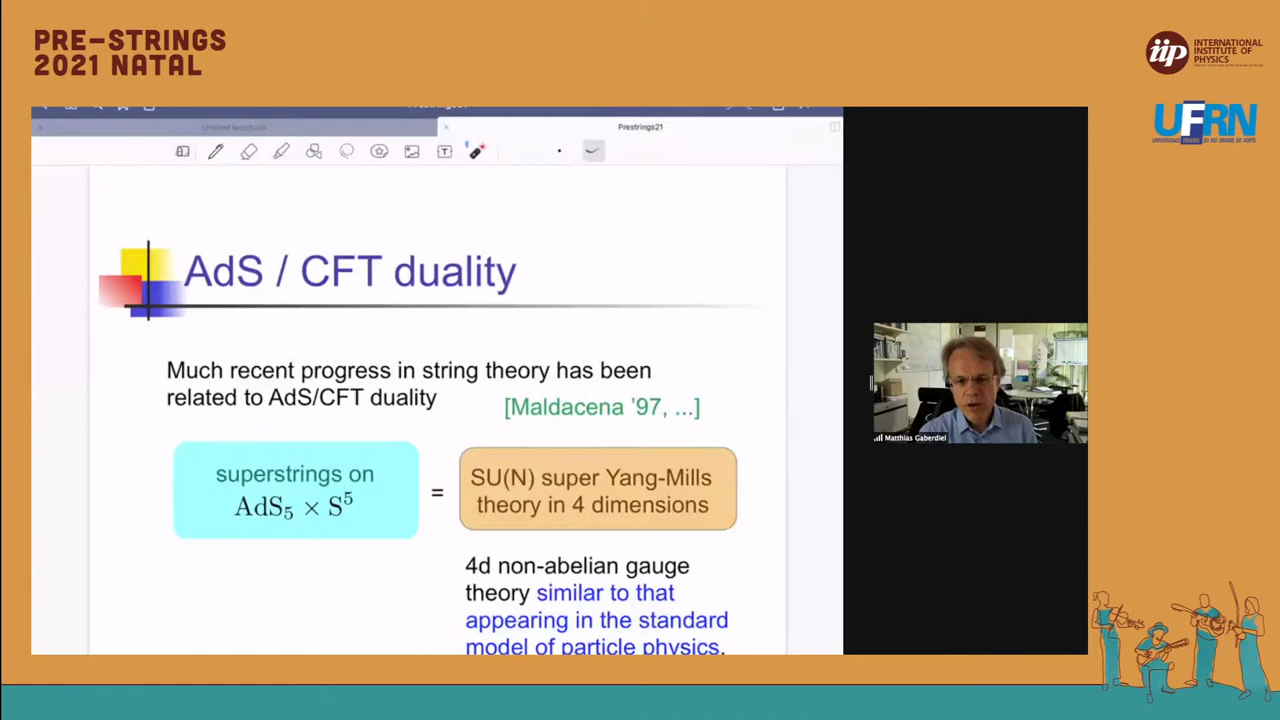 PRE-STRINGS
2021 NATAL
iip
INTERNATIONAL
INSTITUTE OF
PHYSICS
UFRN
Untitled Notebook
Prestrings21
T
AdS / CFT duality
Much recent progress in string theory has been
related to AdS/CFT duality
[Maldacena '97, ...]
superstrings on
AdS₅ × S⁵
=
SU(N) super Yang-Mills
theory in 4 dimensions
4d non-abelian gauge
theory similar to that
appearing in the standard
model of particle physics.
Matthias Gaberdiel